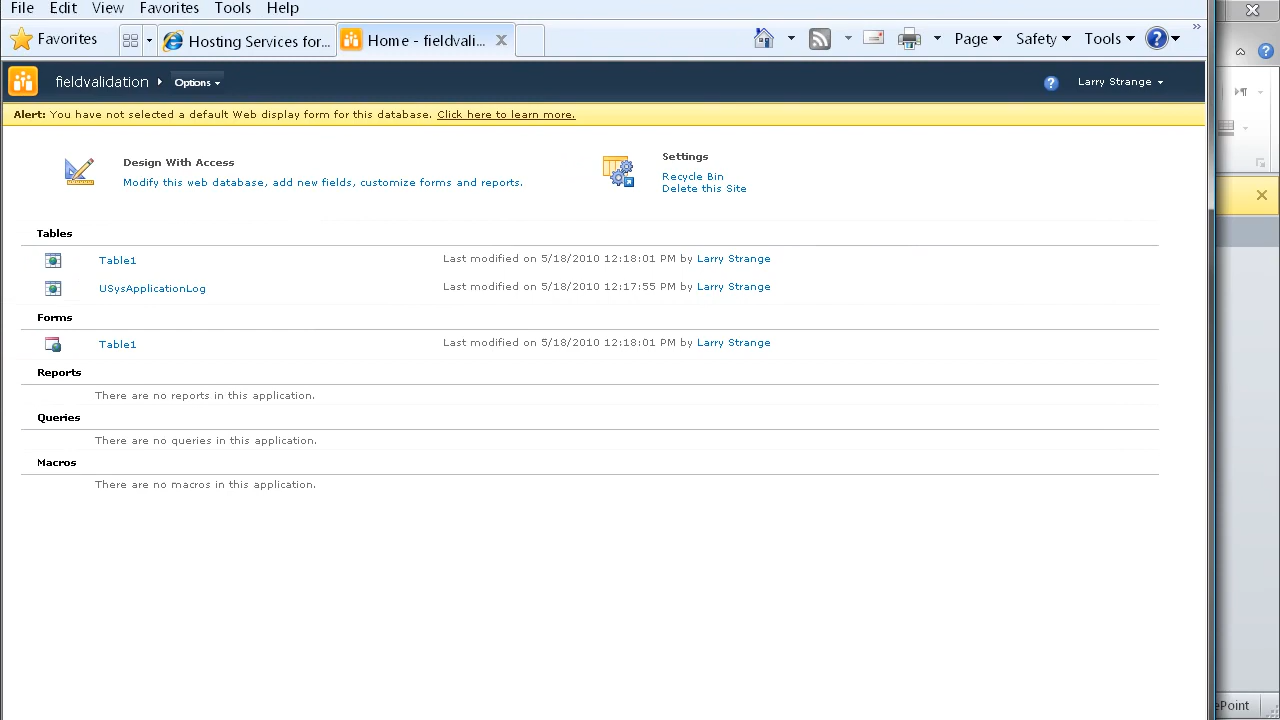 File Edit View Favorites Tools Help
Favorites Hosting Services for... Home - fieldvali... Page Safety Tools
fieldvalidation Options Larry Strange
Alert: You have not selected a default Web display form for this database. Click here to learn more.
Design With Access
Modify this web database, add new fields, customize forms and reports.
Settings
Recycle Bin
Delete this Site
Tables
Table1 Last modified on 5/18/2010 12:18:01 PM by Larry Strange
USysApplicationLog Last modified on 5/18/2010 12:17:55 PM by Larry Strange
Forms
Table1 Last modified on 5/18/2010 12:18:01 PM by Larry Strange
Reports
There are no reports in this application.
Queries
There are no queries in this application.
Macros
There are no macros in this application.
ePoint